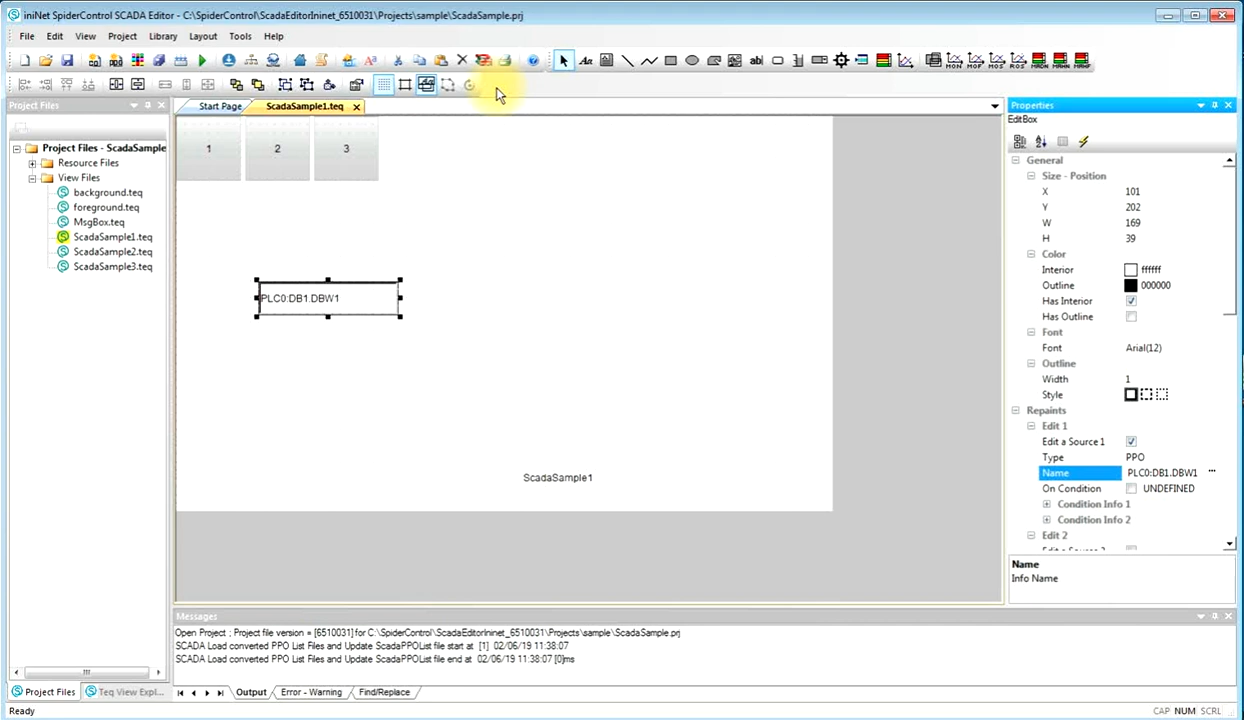 iniNet SpiderControl SCADA Editor - C:\SpiderControl\ScadaEditorIninet_6510031\Projects\sample\ScadaSample.prj
File Edit View Project Library Layout Tools Help
Project Files
Start Page
ScadaSample1.teq
Project Files - ScadaSample
Resource Files
View Files
background.teq
foreground.teq
MsgBox.teq
ScadaSample1.teq
ScadaSample2.teq
ScadaSample3.teq
1 2 3
PLC0:DB1.DBW1
ScadaSample1
Properties
EditBox
General
Size - Position
X 101
Y 202
W 169
H 39
Color
Interior ffffff
Outline 000000
Has Interior
Has Outline
Font
Font Arial(12)
Outline
Width 1
Style
Repaints
Edit 1
Edit a Source 1
Type PPO
Name PLC0:DB1.DBW1 ...
On Condition UNDEFINED
Condition Info 1
Condition Info 2
Edit 2
Name
Info Name
Messages
Open Project ; Project file version = [6510031] for C:\SpiderControl\ScadaEditorIninet_6510031\Projects\sample\ScadaSample.prj
SCADA Load converted PPO List Files and Update ScadaPPOList file start at [1] 02/06/19 11:38:07
SCADA Load converted PPO List Files and Update ScadaPPOList file end at 02/06/19 11:38:07 [0]ms
Project Files
Teq View Expl...
Output
Error - Warning
Find/Replace
Ready
CAP NUM SCRL